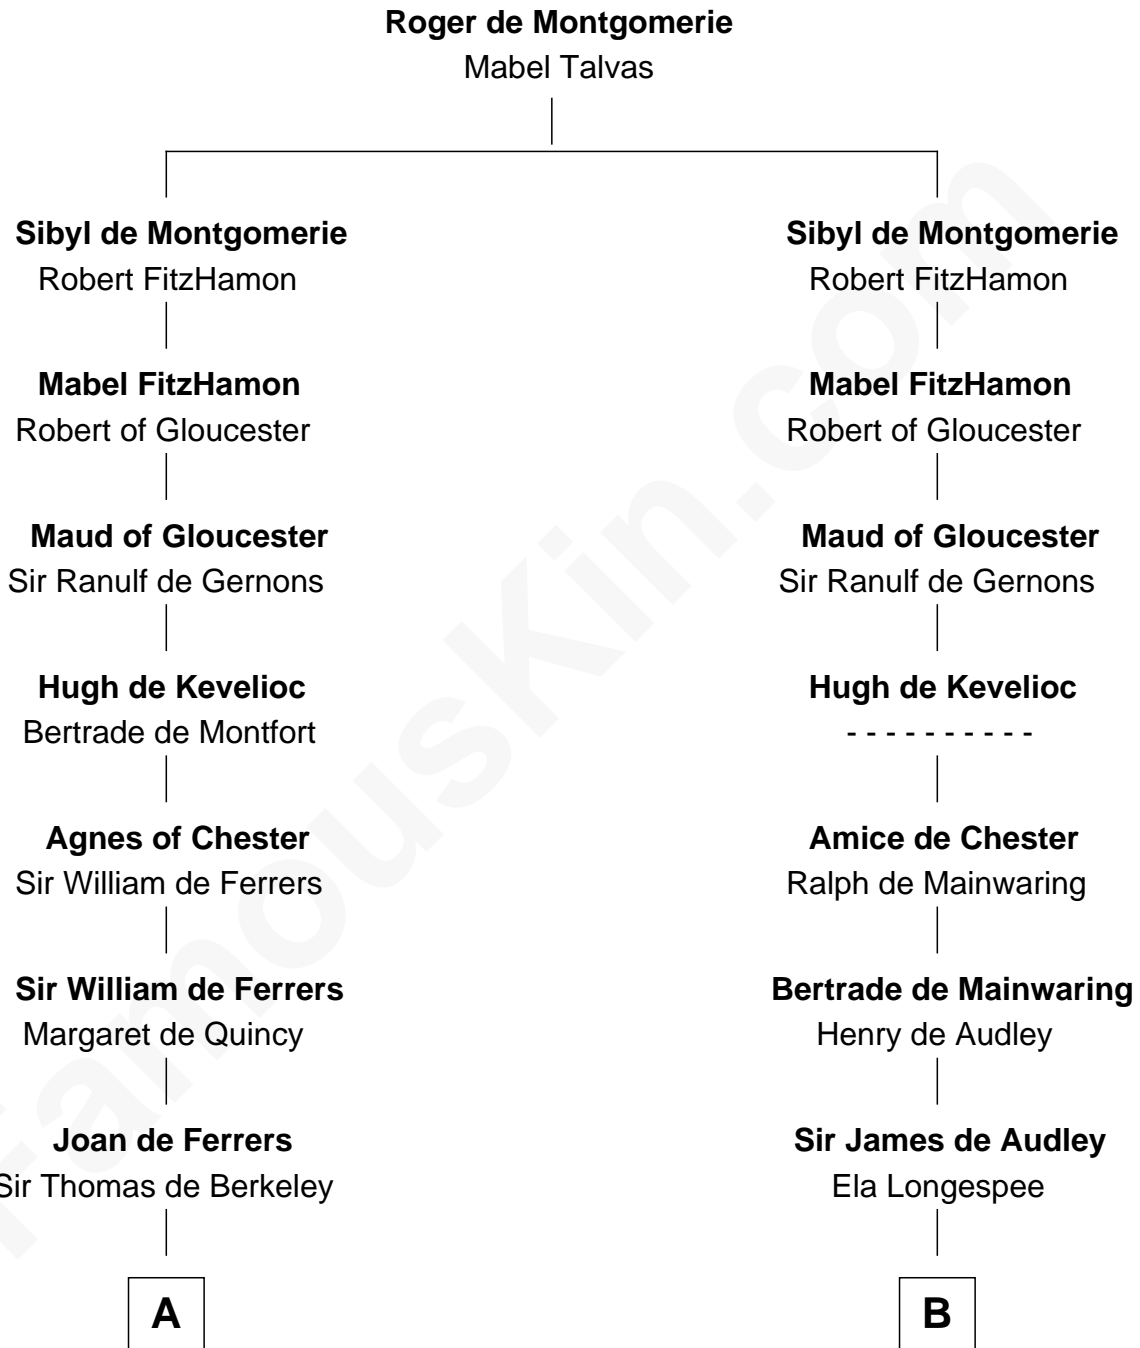 Roger de Montgomerie
Mabel Talvas
Sibyl de Montgomerie
Robert FitzHamon
Mabel FitzHamon
Robert of Gloucester
Maud of Gloucester
Sir Ranulf de Gernons
Hugh de Kevelioc
Bertrade de Montfort
Agnes of Chester
Sir William de Ferrers
Sir William de Ferrers
Margaret de Quincy
Joan de Ferrers
Sir Thomas de Berkeley
A
Sibyl de Montgomerie
Robert FitzHamon
Mabel FitzHamon
Robert of Gloucester
Maud of Gloucester
Sir Ranulf de Gernons
Hugh de Kevelioc
- - - - - - - - - -
Amice de Chester
Ralph de Mainwaring
Bertrade de Mainwaring
Henry de Audley
Sir James de Audley
Ela Longespee
B
FamousKin.com